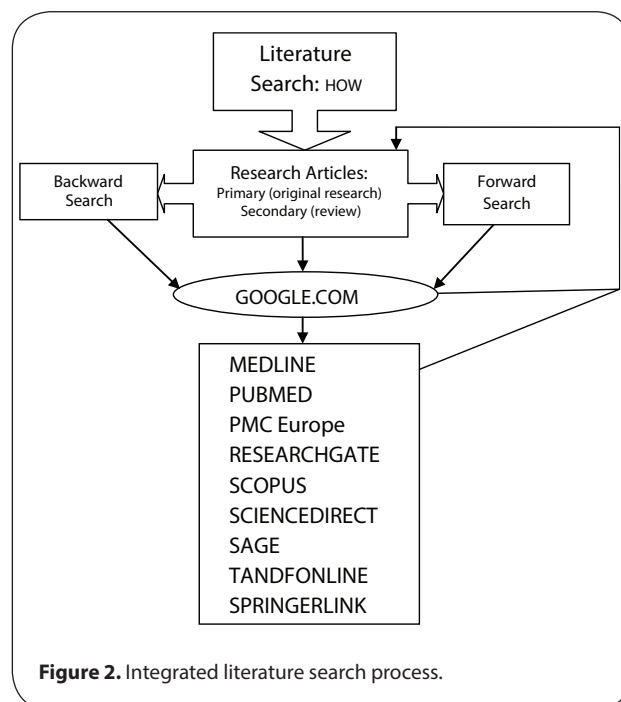 Literature
Search: HOW
Research Articles:
Primary (original research)
Secondary (review)
Backward
Search
Forward
Search
GOOGLE.COM
MEDLINE
PUBMED
PMC Europe
RESEARCHGATE
SCOPUS
SCIENCEDIRECT
SAGE
TANDFONLINE
SPRINGERLINK
Figure 2. Integrated literature search process.